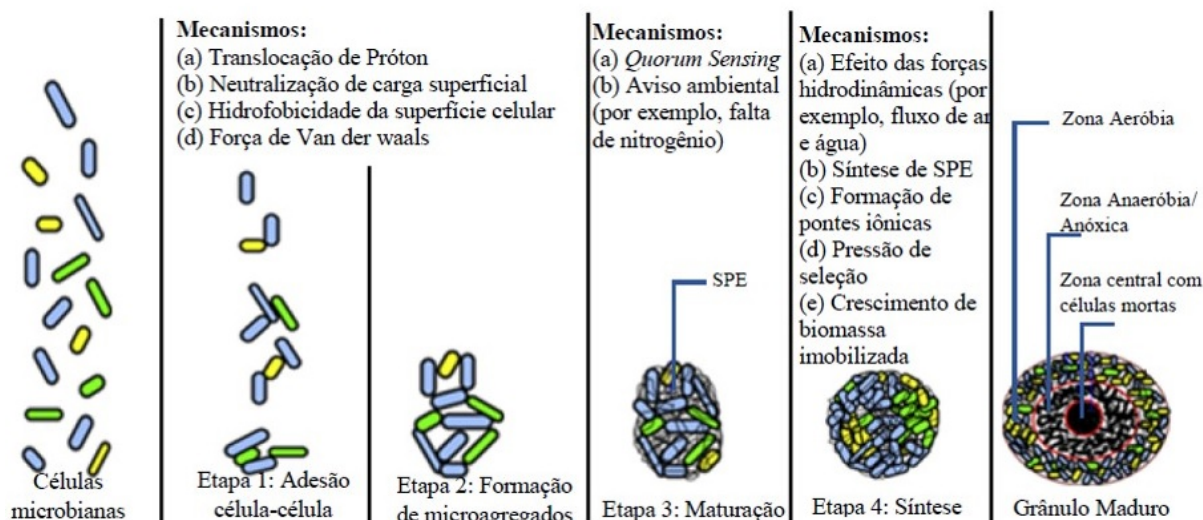 Mecanismos:
(a) Translocação de Próton
(b) Neutralização de carga superficial
(c) Hidrofobicidade da superfície celular
(d) Força de Van der waals
Mecanismos:
(a) Quorum Sensing
(b) Aviso ambiental
(por exemplo, falta
de nitrogênio)
Mecanismos:
(a) Efeito das forças
hidrodinâmicas (por
exemplo, fluxo de ar
e água)
(b) Síntese de SPE
(c) Formação de
pontes iônicas
(d) Pressão de
seleção
(e) Crescimento de
biomassa
imobilizada
Zona Aeróbia
Zona Anaeróbia/
Anóxica
Zona central com
células mortas
SPE
Células
microbianas
Etapa 1: Adesão
célula-célula
Etapa 2: Formação
de microagregados
Etapa 3: Maturação
Etapa 4: Síntese
Grânulo Maduro